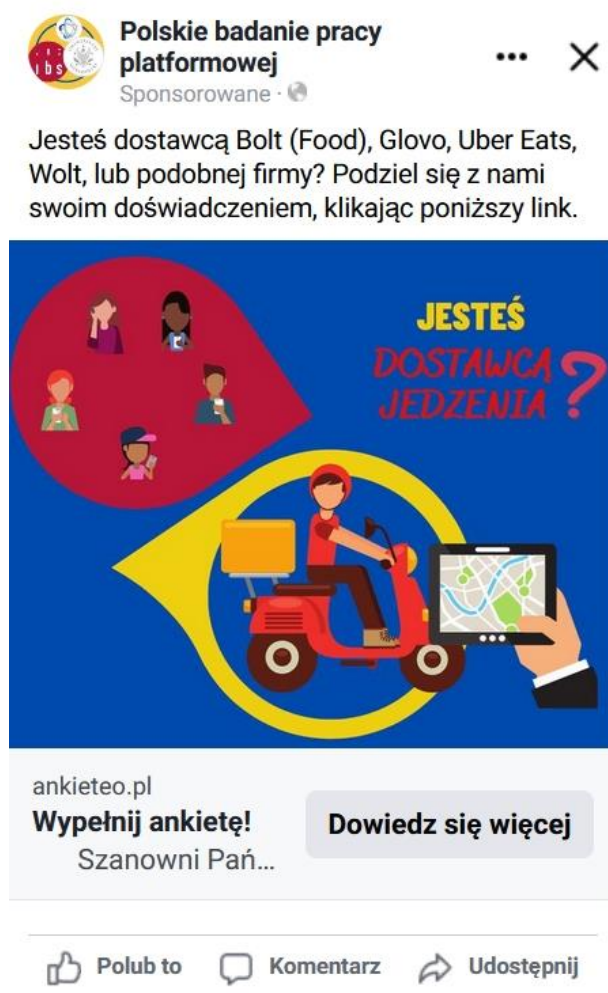 Polskie badanie pracy
platformowej
Sponsorowane ·
ibs
Jesteś dostawcą Bolt (Food), Glovo, Uber Eats,
Wolt, lub podobnej firmy? Podziel się z nami
swoim doświadczeniem, klikając poniższy link.
JESTEŚ
DOSTAWCĄ
JEDZENIA?
ankieteo.pl
Wypełnij ankietę!
Szanowni Pań...
Dowiedz się więcej
Polub to
Komentarz
Udostępnij